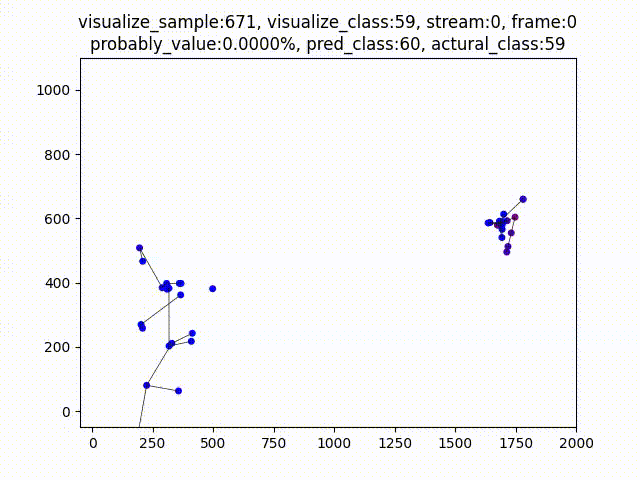 visualize_sample:671, visualize_class:59, stream:0, frame:0
probably_value:0.0000%, pred_class:60, actural_class:59
1000
800
600
400
200
0
0 250 500 750 1000 1250 1500 1750 2000